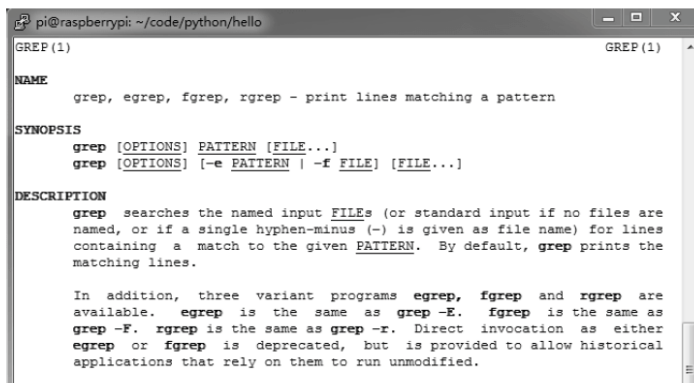 pi@raspberrypi: ~/code/python/hello
GREP(1) GREP(1)
NAME
grep, egrep, fgrep, rgrep - print lines matching a pattern
SYNOPSIS
grep [OPTIONS] PATTERN [FILE...]
grep [OPTIONS] [-e PATTERN | -f FILE] [FILE...]
DESCRIPTION
grep searches the named input FILEs (or standard input if no files are
named, or if a single hyphen-minus (-) is given as file name) for lines
containing a match to the given PATTERN. By default, grep prints the
matching lines.
In addition, three variant programs egrep, fgrep and rgrep are
available. egrep is the same as grep -E. fgrep is the same as
grep -F. rgrep is the same as grep -r. Direct invocation as either
egrep or fgrep is deprecated, but is provided to allow historical
applications that rely on them to run unmodified.